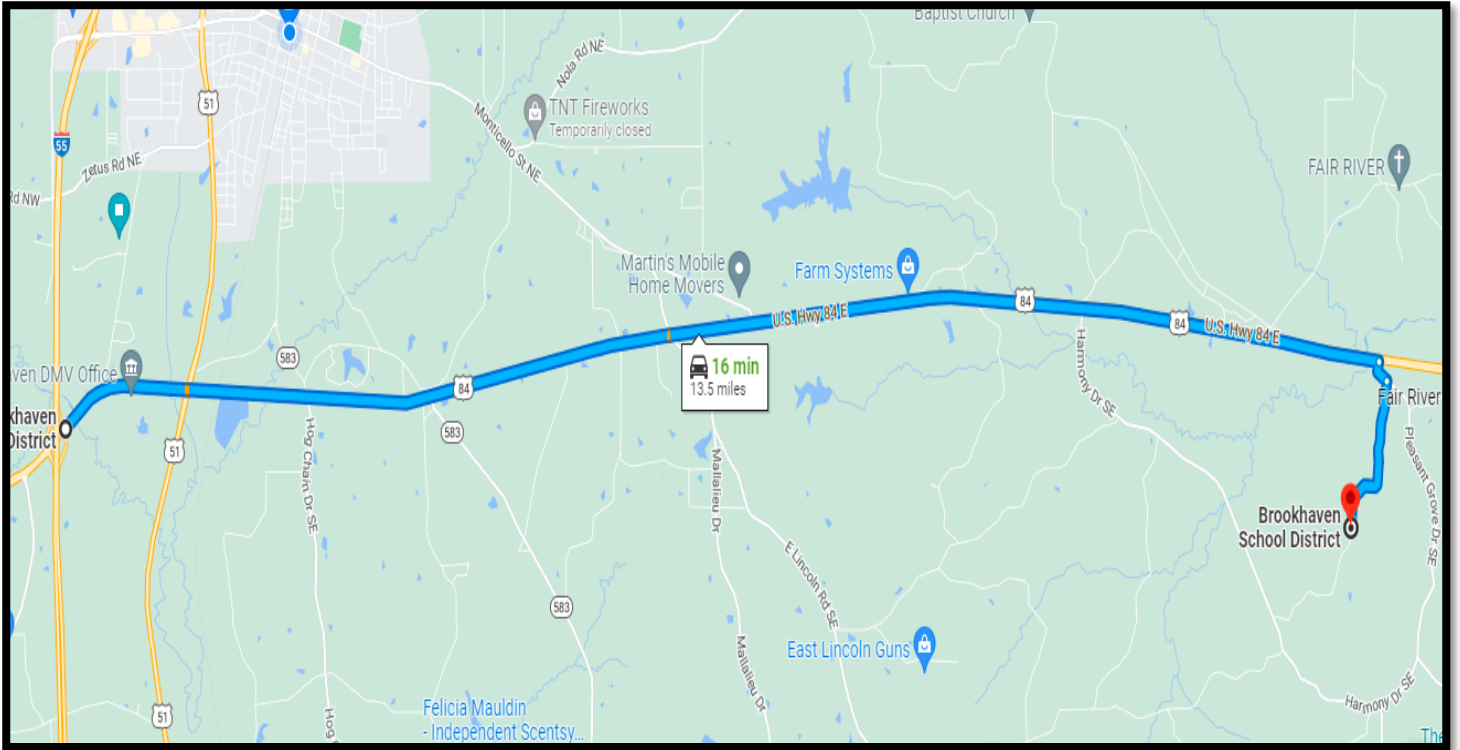 Baptist Church
Nola Rd NE
51
TNT Fireworks
Temporarily closed
Monticello St NE
55
Zetus Rd NE
Rd NW
FAIR RIVER
Martin's Mobile
Home Movers
Farm Systems
U.S. Hwy 84 E
84
84
U.S. Hwy 84 E
583
aven DMV Office
84
16 min
13.5 miles
Harmony Dr SE
Fair River
khaven
District
51
583
Hog Chain Dr SE
Mallalieu Dr
Pleasant Grove Dr SE
Brookhaven
School District
E Lincoln Rd SE
583
East Lincoln Guns
Mallalieu Dr
Harmony Dr SE
51
Hog
Felicia Mauldin
- Independent Scentsy...
The